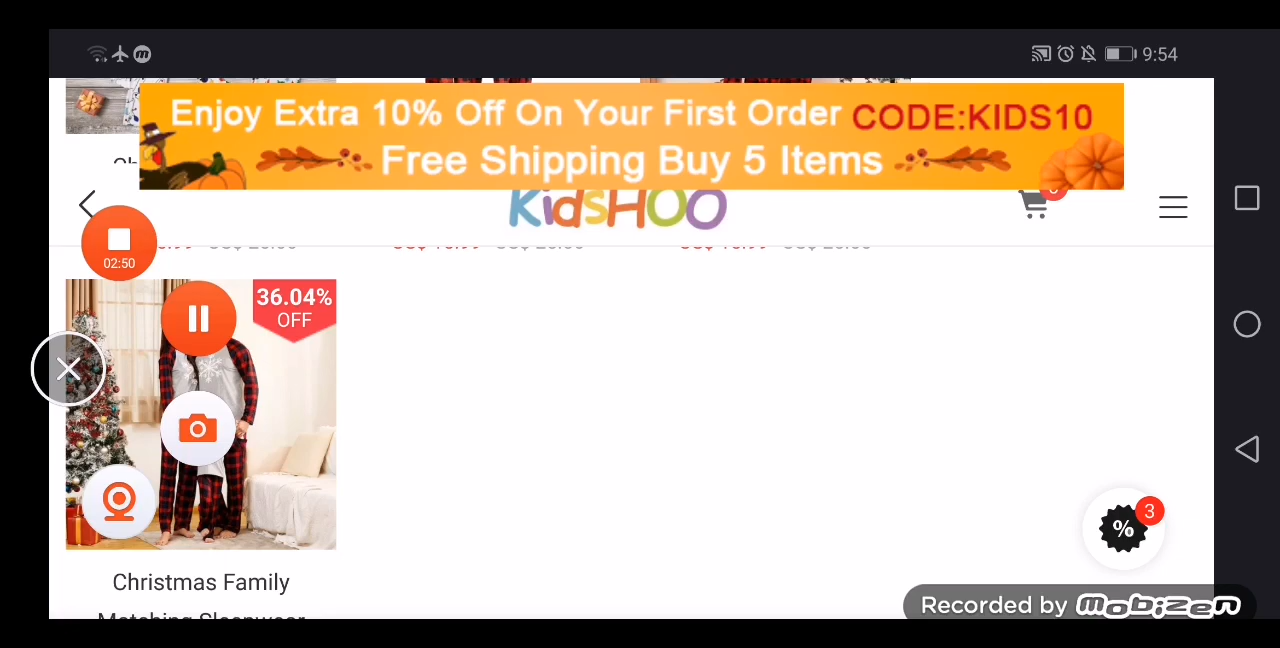 9:54
Enjoy Extra 10% Off On Your First Order CODE:KIDS10
Free Shipping Buy 5 Items
KidSHOO
02:50
36.04%
OFF
%
3
Christmas Family
Matching Sleepwear
Recorded by mobizen